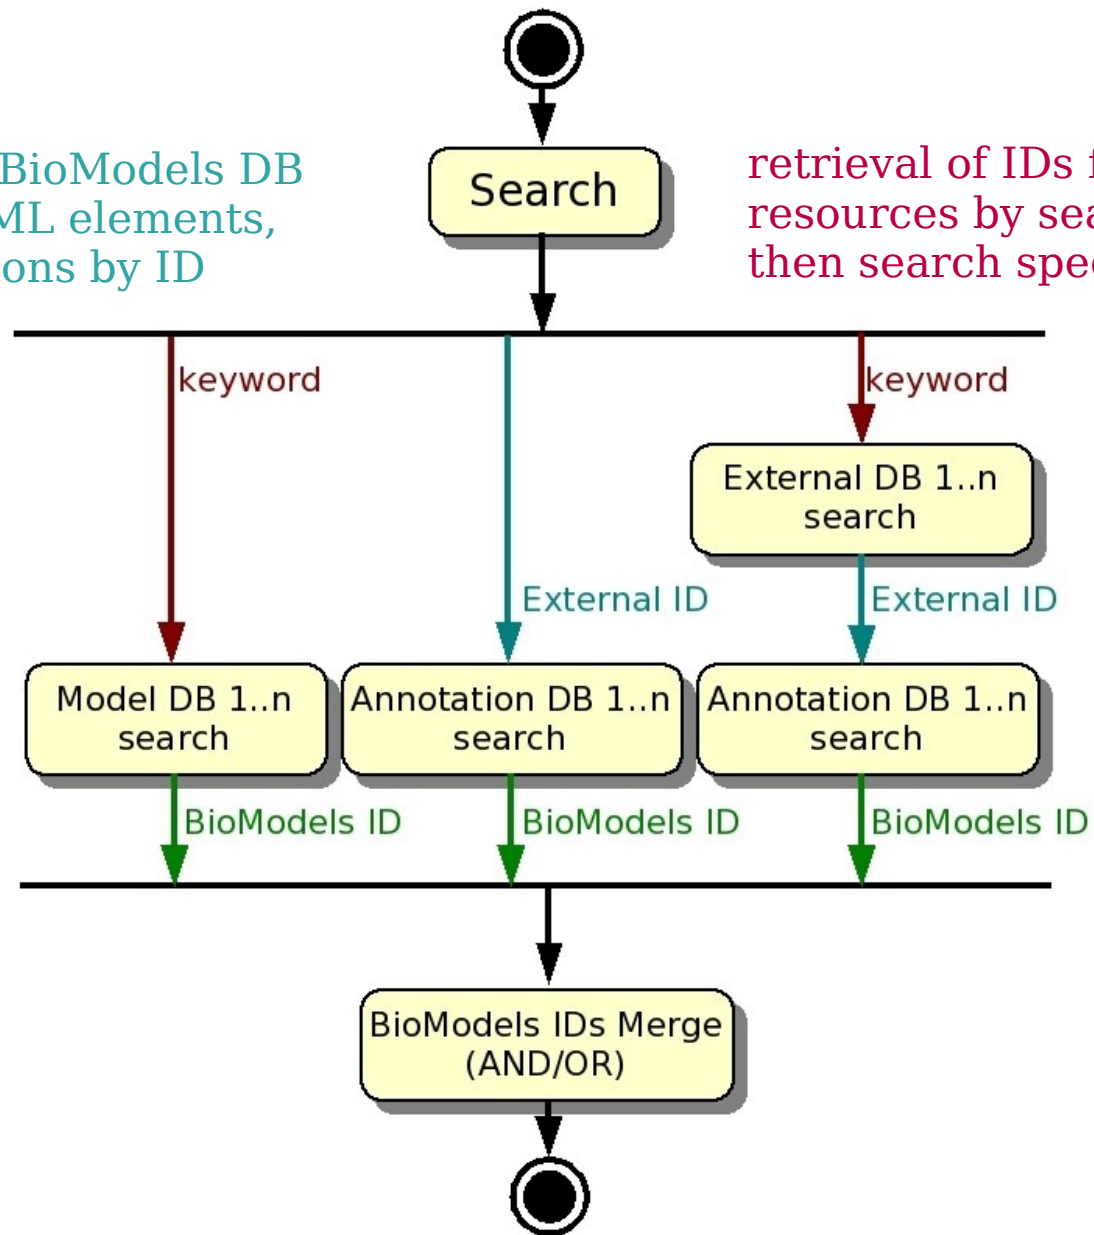 Search
BioModels DB
ML elements,
ons by ID
retrieval of IDs
resources by
then search
keyword
keyword
External DB 1..n
search
External ID
External ID
Model DB 1..n
search
Annotation DB 1..n
search
Annotation DB 1..n
search
BioModels ID
BioModels ID
BioModels ID
BioModels IDs Merge
(AND/OR)